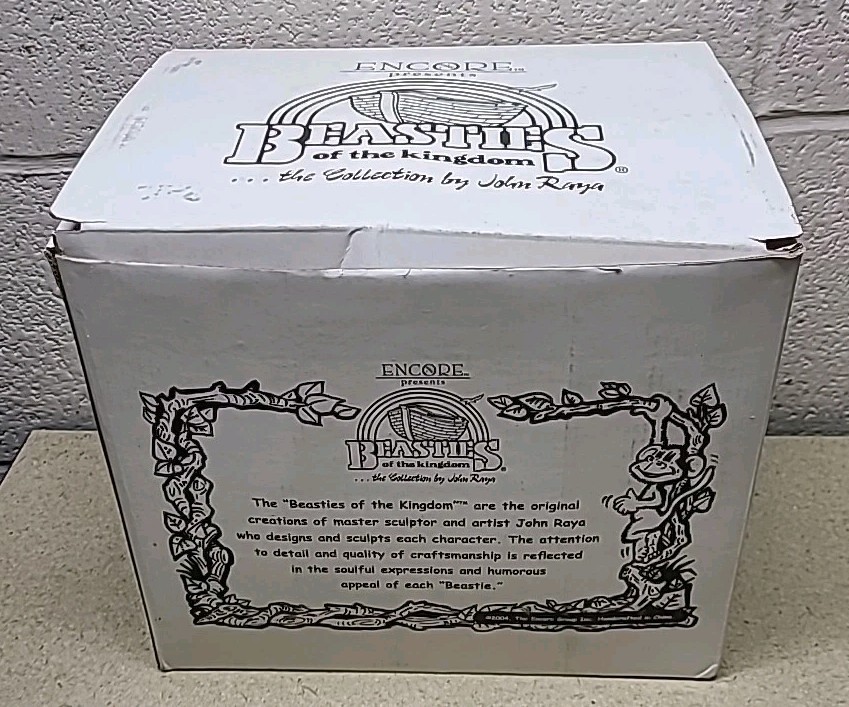 ENCORE™
presents
BEASTIES®
of the kingdom
...the Collection by John Raya
ENCORE™
presents
BEASTIES®
of the kingdom
...the Collection by John Raya
The "Beasties of the Kingdom"™ are the original
creations of master sculptor and artist John Raya
who designs and sculpts each character. The attention
to detail and quality of craftsmanship is reflected
in the soulful expressions and humorous
appeal of each "Beastie."
©2004, The Encore Group Inc. Handcrafted in China